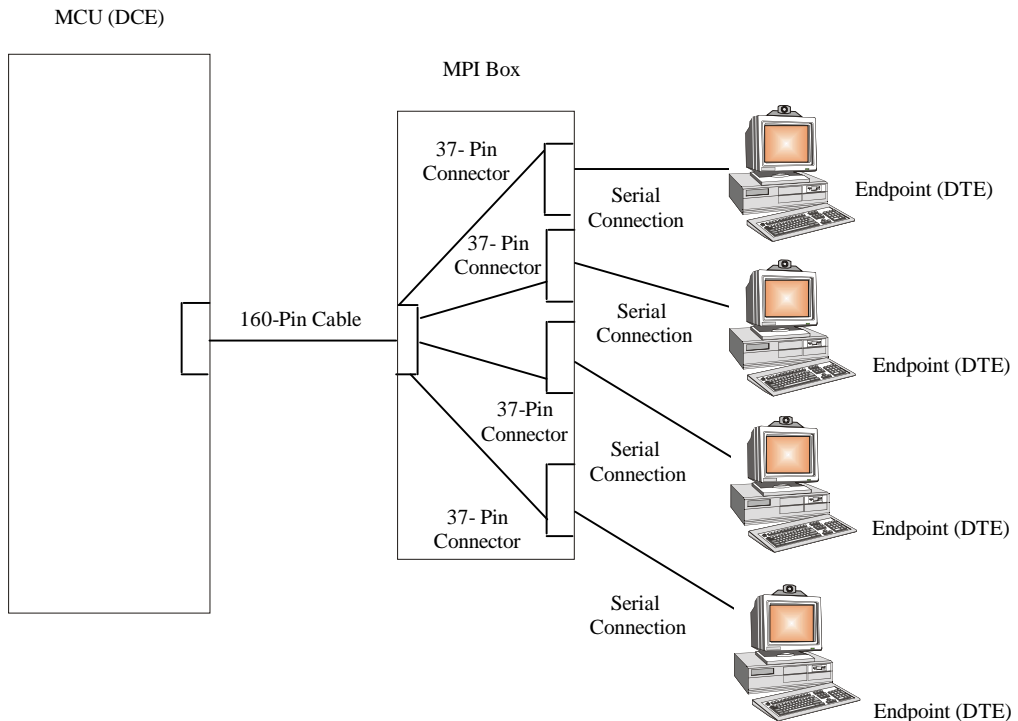 MCU (DCE)
MPI Box
37- Pin
Connector
Serial
Connection
Endpoint (DTE)
37- Pin
Connector
160-Pin Cable
Serial
Connection
Endpoint (DTE)
37-Pin
Connector
Serial
Connection
Endpoint (DTE)
37- Pin
Connector
Serial
Connection
Endpoint (DTE)